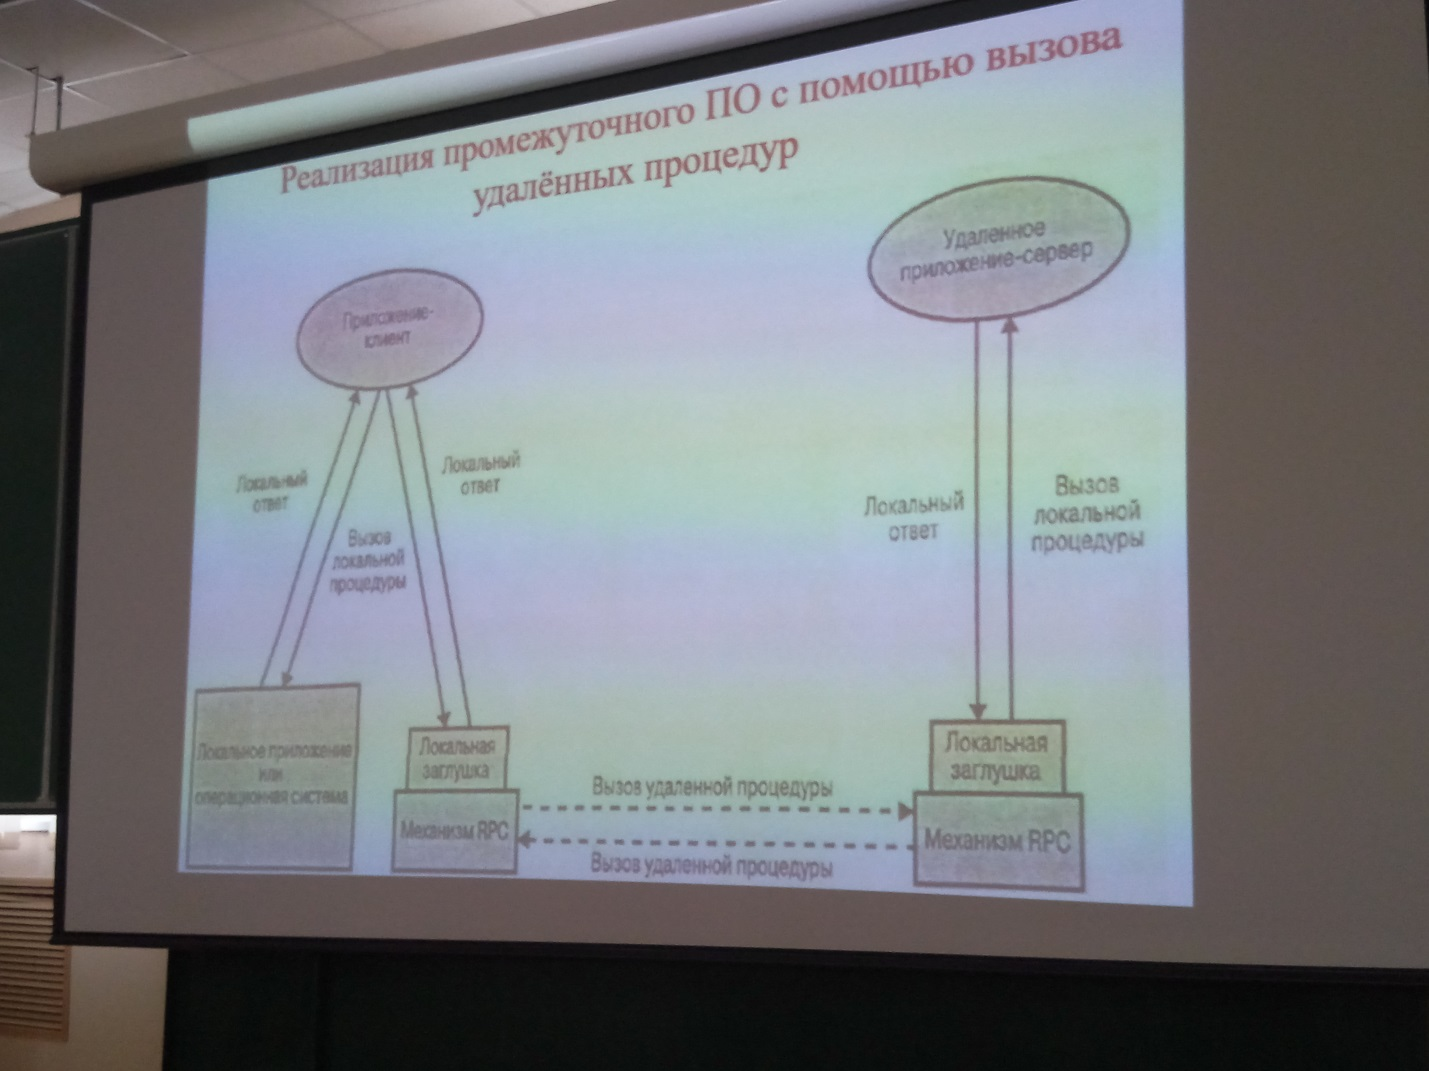 Реализация промежуточного ПО с помощью вызова
удалённых процедур
Удаленное
приложение-сервер
Приложение-
клиент
Локальный
ответ
Локальный
ответ
Вызов
локальной
процедуры
Локальный
ответ
Вызов
локальной
процедуры
Локальное приложение
или
операционная система
Локальная
заглушка
Механизм RPC
Вызов удаленной процедуры
Вызов удаленной процедуры
Локальная
заглушка
Механизм RPC